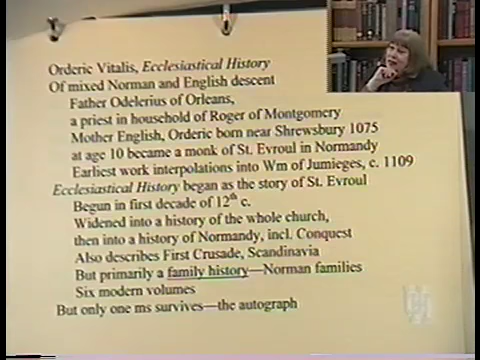 Orderic Vitalis, Ecclesiastical History
Of mixed Norman and English descent
Father Odelerius of Orleans,
a priest in household of Roger of Montgomery
Mother English, Orderic born near Shrewsbury 1075
at age 10 became a monk of St. Evroul in Normandy
Earliest work interpolations into Wm of Jumieges, c. 1109
Ecclesiastical History began as the story of St. Evroul
Begun in first decade of 12th c.
Widened into a history of the whole church,
then into a history of Normandy, incl. Conquest
Also describes First Crusade, Scandinavia
But primarily a family history—Norman families
Six modern volumes
But only one ms survives—the autograph